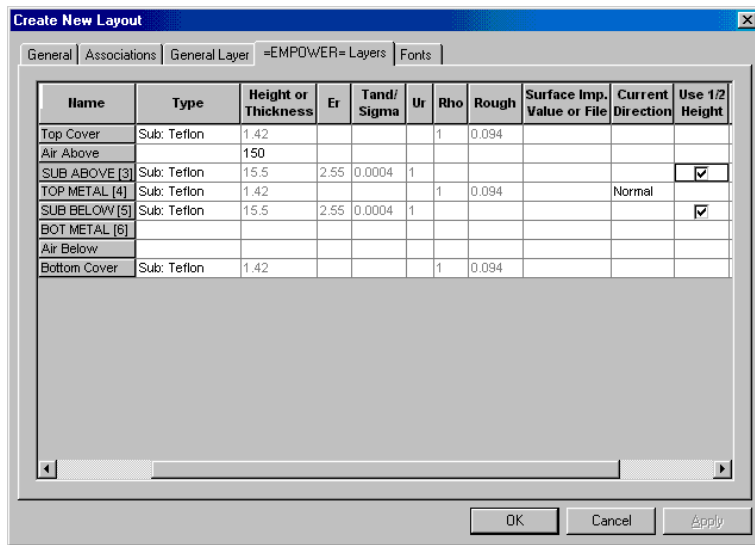 Create New Layout
General Associations General Layer =EMPOWER= Layers Fonts
Name Type Height or Thickness Er Tand/ Sigma Ur Rho Rough Surface Imp. Value or File Current Direction Use 1/2 Height
Top Cover Sub: Teflon 1.42 1 0.094
Air Above 150
SUB ABOVE [3] Sub: Teflon 15.5 2.55 0.0004 1
TOP METAL [4] Sub: Teflon 1.42 1 0.094 Normal
SUB BELOW [5] Sub: Teflon 15.5 2.55 0.0004 1
BOT METAL [6]
Air Below
Bottom Cover Sub: Teflon 1.42 1 0.094
OK Cancel Apply